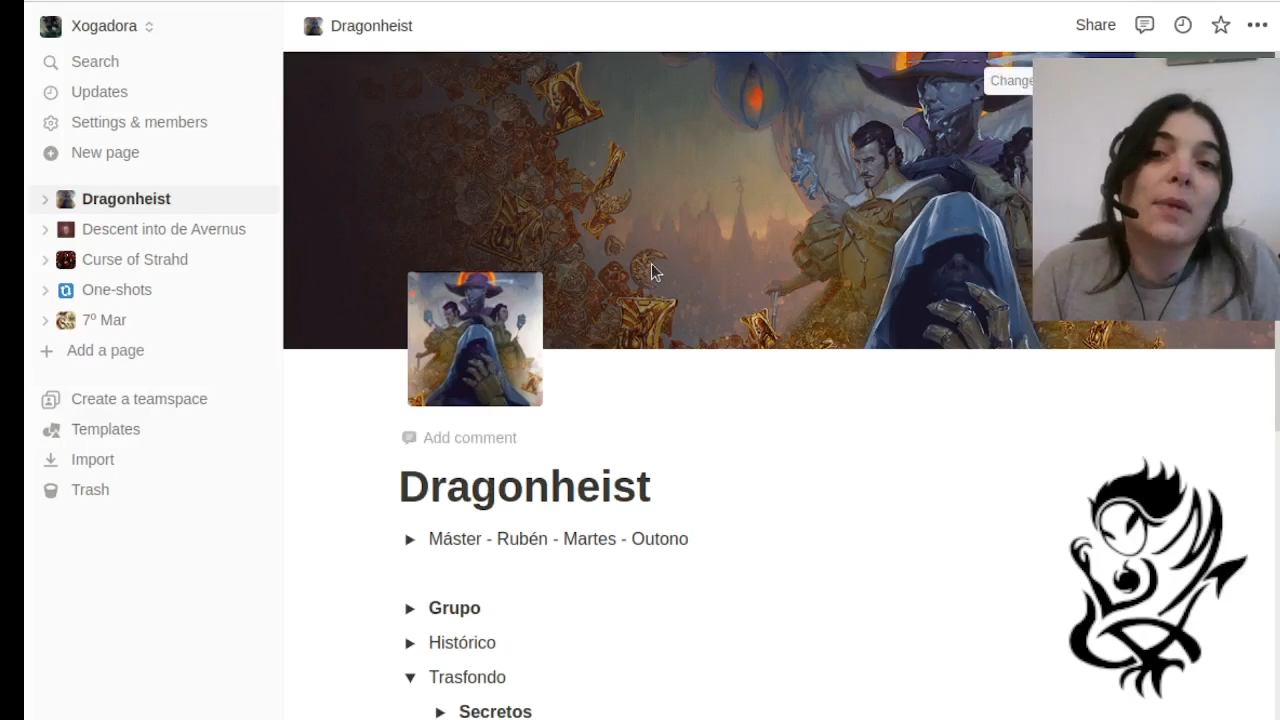 Xogadora
Search
Updates
Settings & members
New page
Dragonheist
Descent into de Avernus
Curse of Strahd
One-shots
7º Mar
Add a page
Create a teamspace
Templates
Import
Trash
Dragonheist
Share
Change
Add comment
Dragonheist
Máster - Rubén - Martes - Outono
Grupo
Histórico
Trasfondo
Secretos